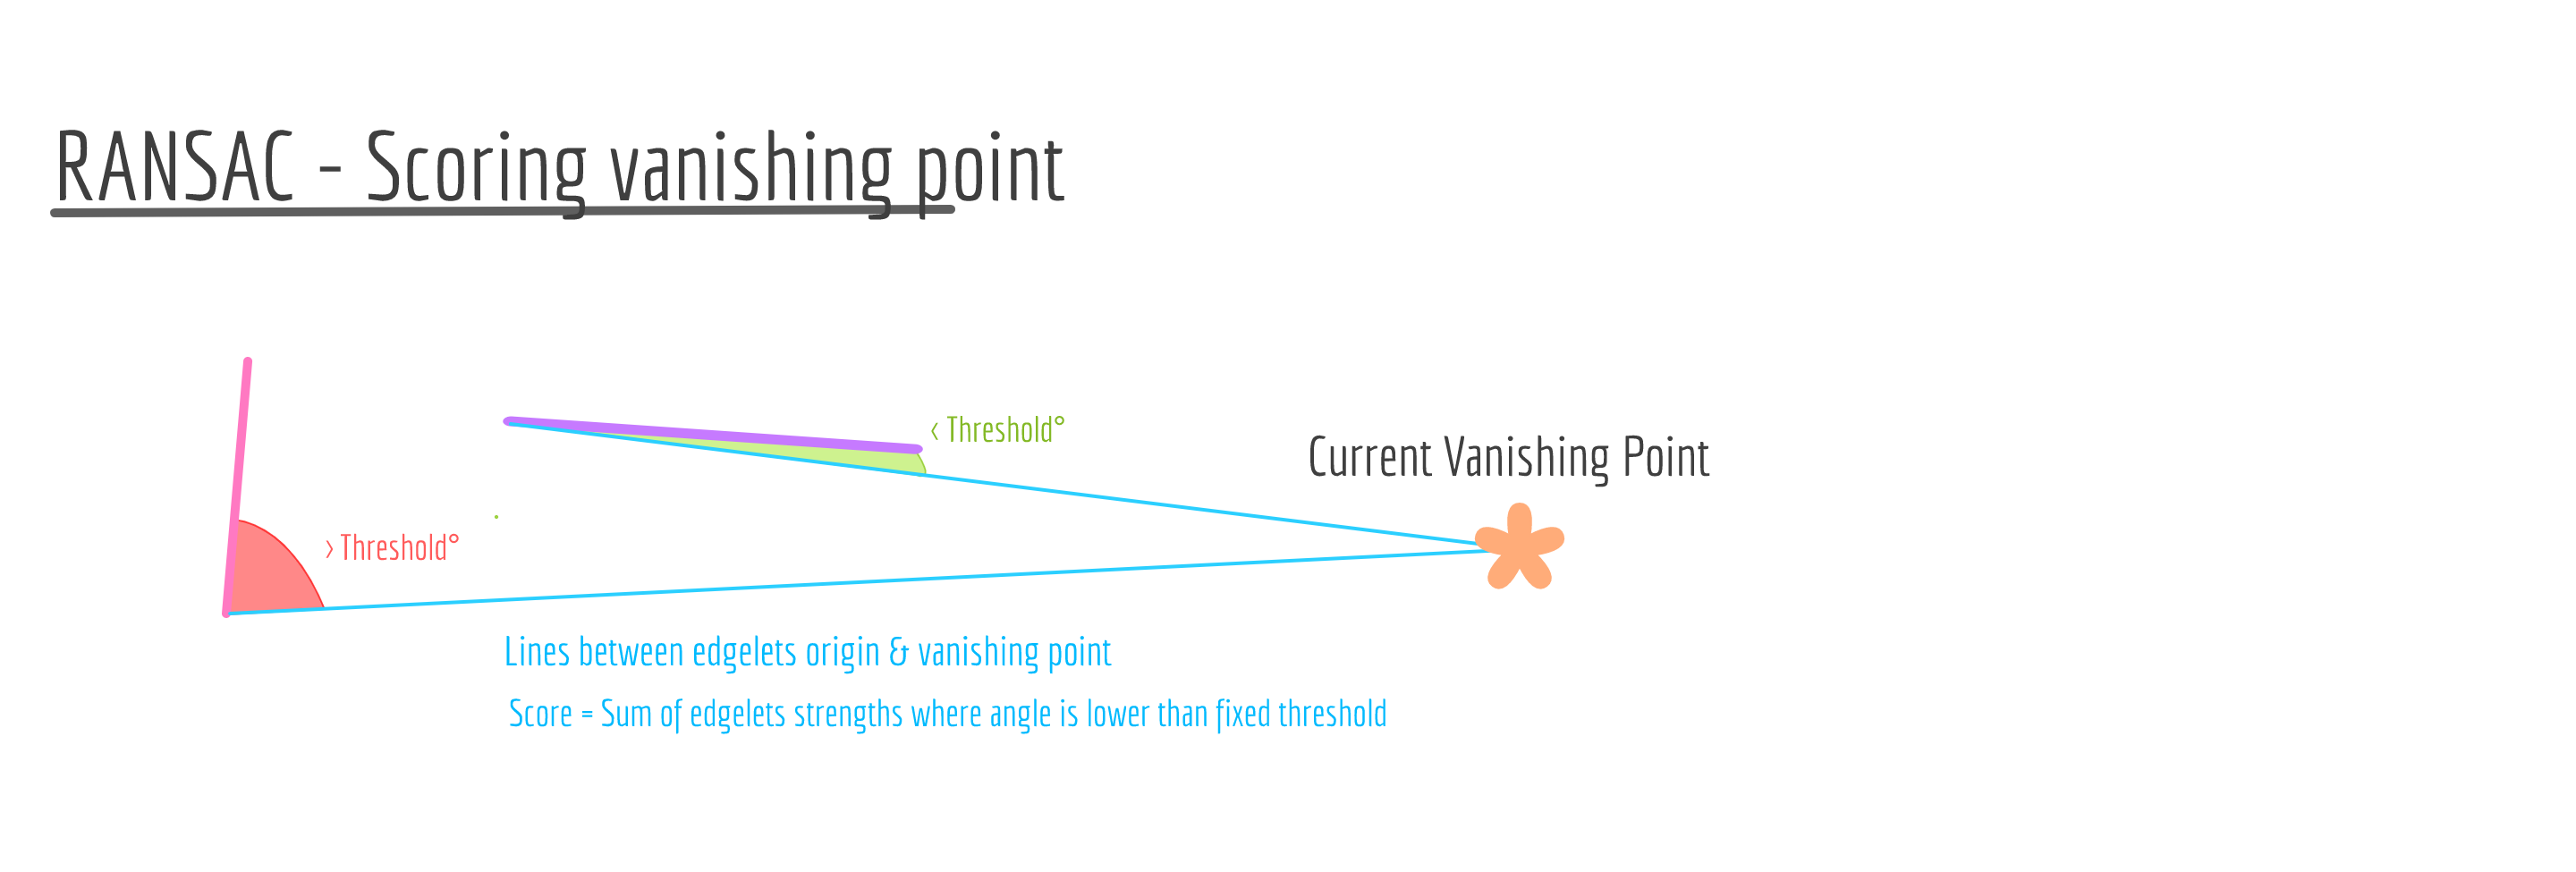 RANSAC - Scoring vanishing point
< Threshold°
Current Vanishing Point
> Threshold°
Lines between edgelets origin & vanishing point
Score = Sum of edgelets strengths where angle is lower than fixed threshold